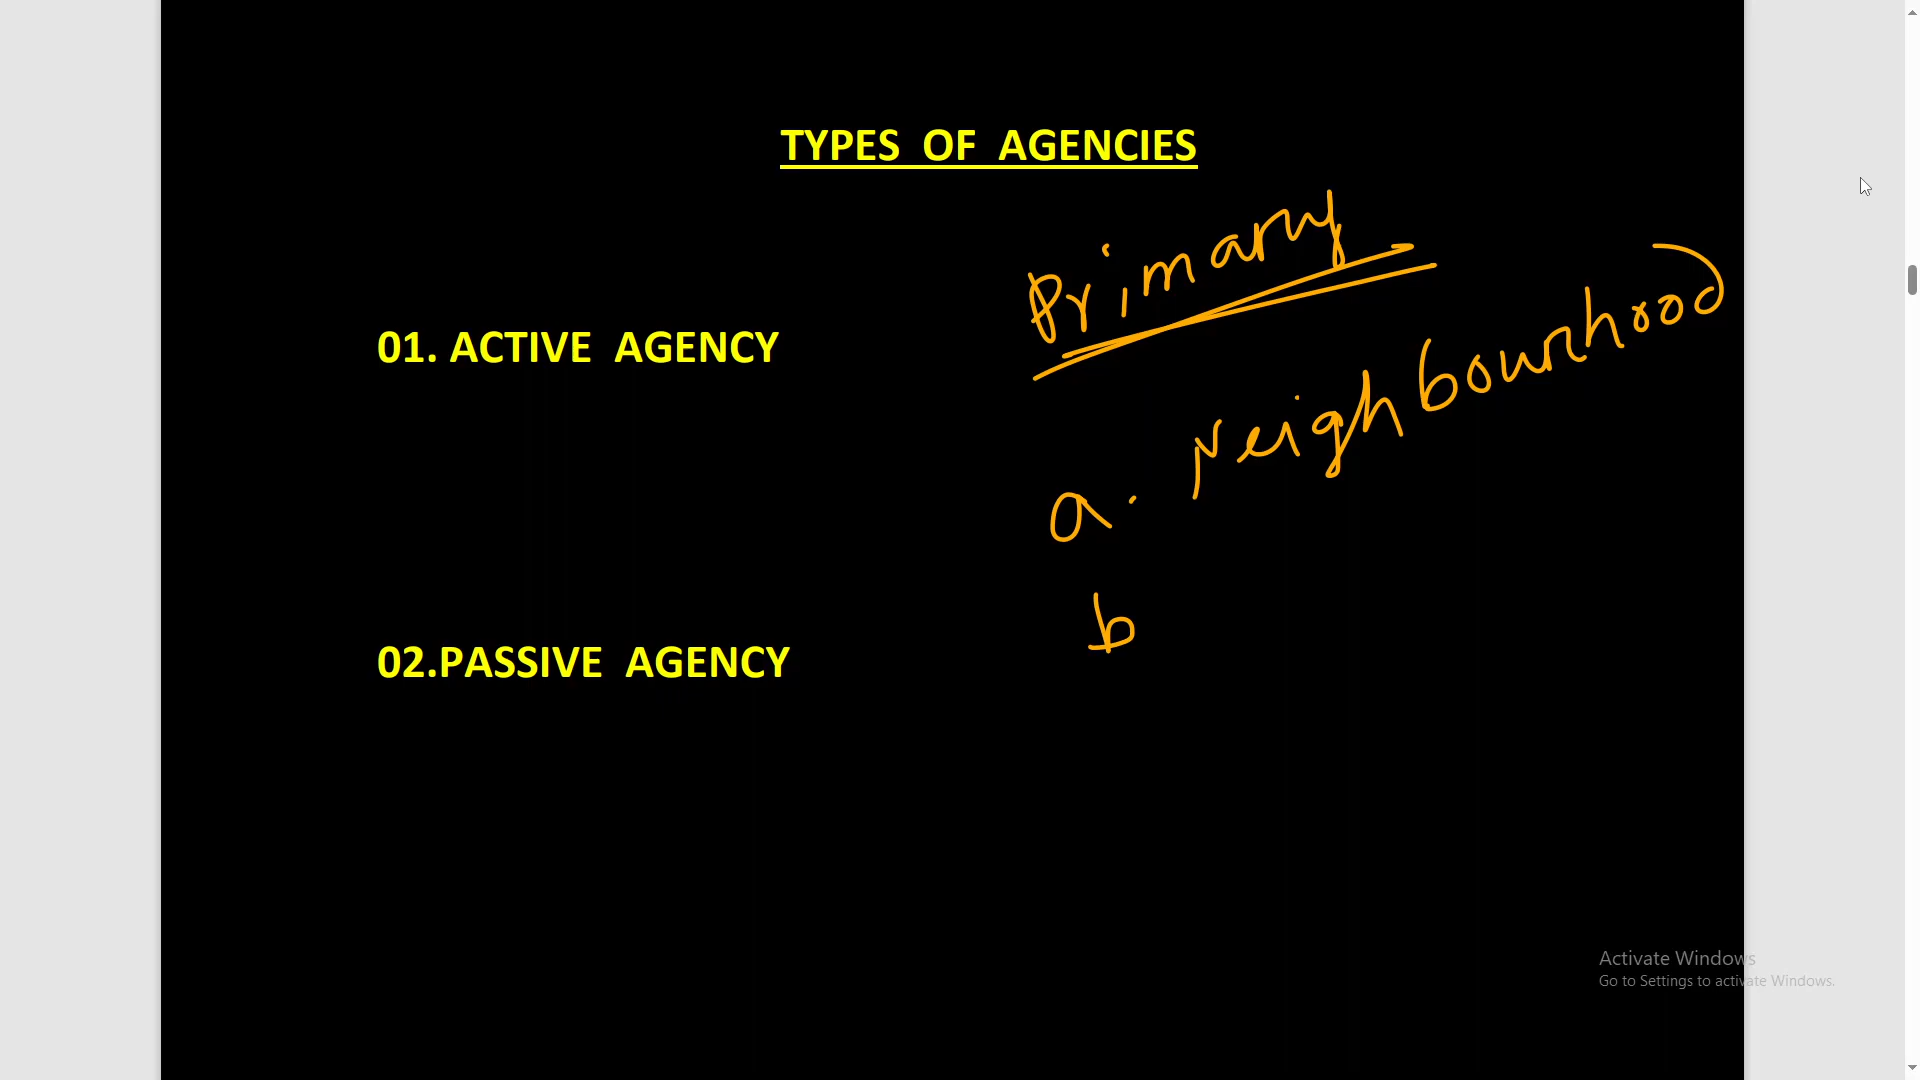 TYPES OF AGENCIES
Primary
01. ACTIVE AGENCY
a. Neighbourhood
b
02.PASSIVE AGENCY
Activate Windows
Go to Settings to activate Windows.